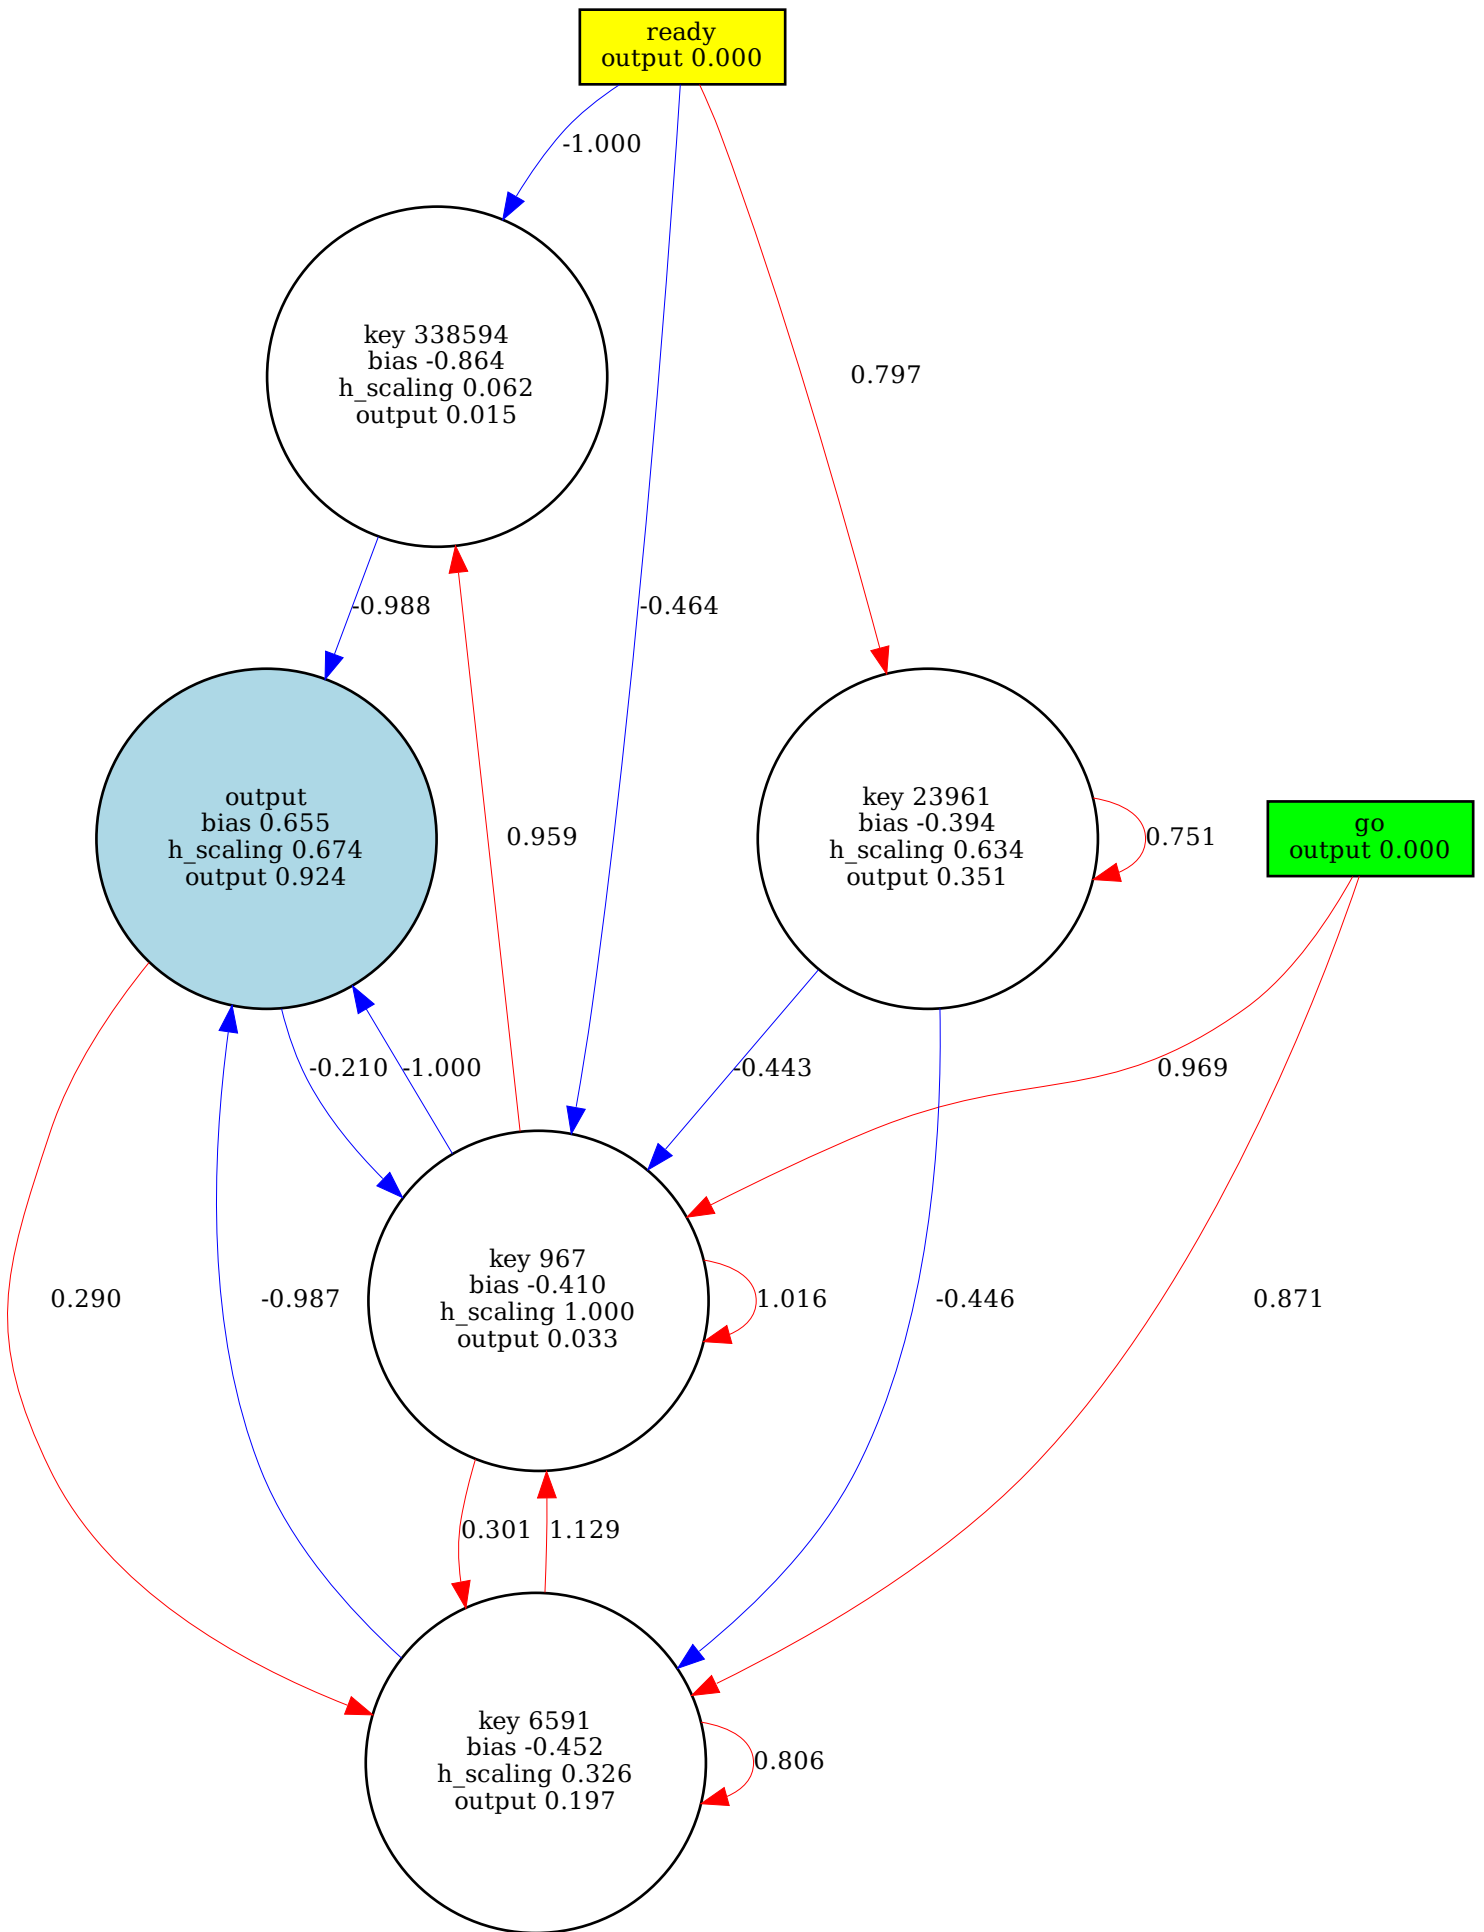 ready
output 0.000
-1.000
key 338594
bias -0.864
h_scaling 0.062
output 0.015
0.797
-0.988
-0.464
output
bias 0.655
h_scaling 0.674
output 0.924
0.959
key 23961
bias -0.394
h_scaling 0.634
output 0.351
0.751
go
output 0.000
-0.210
-1.000
-0.443
0.969
0.290
-0.987
key 967
bias -0.410
h_scaling 1.000
output 0.033
1.016
-0.446
0.871
0.301
1.129
key 6591
bias -0.452
h_scaling 0.326
output 0.197
0.806